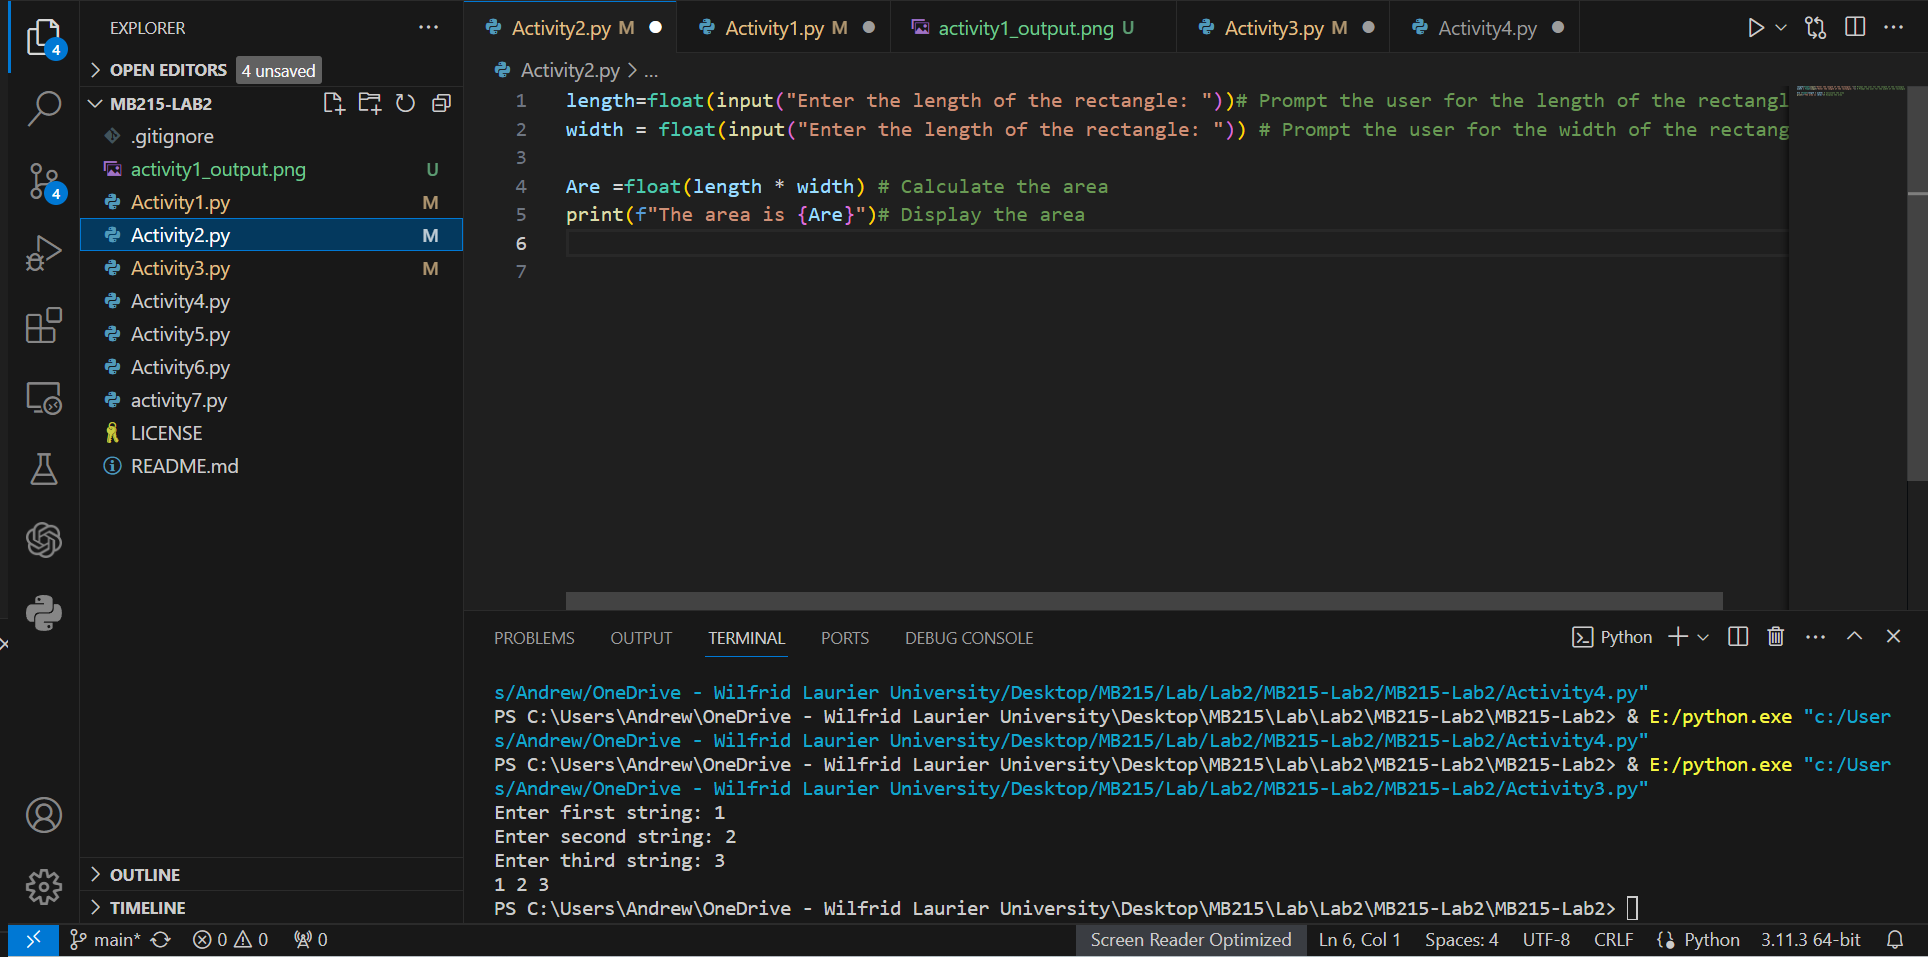 EXPLORER
OPEN EDITORS 4 unsaved
MB215-LAB2
.gitignore
activity1_output.png U
Activity1.py M
Activity2.py M
Activity3.py M
Activity4.py
Activity5.py
Activity6.py
activity7.py
LICENSE
README.md
OUTLINE
TIMELINE
4
4
Activity2.py M
Activity1.py M
activity1_output.png U
Activity3.py M
Activity4.py
Activity2.py > ...
1 length=float(input("Enter the length of the rectangle: "))# Prompt the user for the length of the rectangl
2 width = float(input("Enter the length of the rectangle: ")) # Prompt the user for the width of the rectang
3
4 Are =float(length * width) # Calculate the area
5 print(f"The area is {Are}")# Display the area
6
7
PROBLEMS OUTPUT TERMINAL PORTS DEBUG CONSOLE
Python
s/Andrew/OneDrive - Wilfrid Laurier University/Desktop/MB215/Lab/Lab2/MB215-Lab2/MB215-Lab2/Activity4.py"
PS C:\Users\Andrew\OneDrive - Wilfrid Laurier University\Desktop\MB215\Lab\Lab2\MB215-Lab2\MB215-Lab2> & E:/python.exe "c:/User
s/Andrew/OneDrive - Wilfrid Laurier University/Desktop/MB215/Lab/Lab2/MB215-Lab2/MB215-Lab2/Activity4.py"
PS C:\Users\Andrew\OneDrive - Wilfrid Laurier University\Desktop\MB215\Lab\Lab2\MB215-Lab2\MB215-Lab2> & E:/python.exe "c:/User
s/Andrew/OneDrive - Wilfrid Laurier University/Desktop/MB215/Lab/Lab2/MB215-Lab2/MB215-Lab2/Activity3.py"
Enter first string: 1
Enter second string: 2
Enter third string: 3
1 2 3
PS C:\Users\Andrew\OneDrive - Wilfrid Laurier University\Desktop\MB215\Lab\Lab2\MB215-Lab2\MB215-Lab2>
main* 0 0 0 Screen Reader Optimized Ln 6, Col 1 Spaces: 4 UTF-8 CRLF Python 3.11.3 64-bit